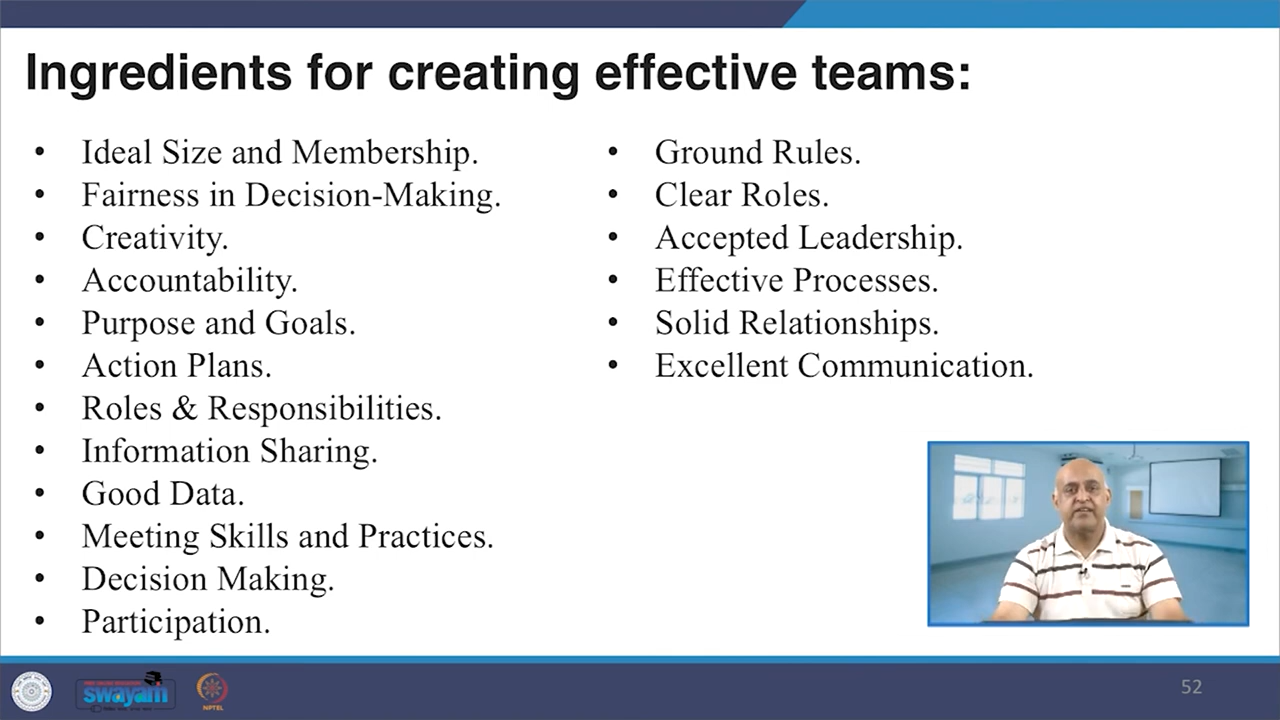 Ingredients for creating effective teams:
• Ideal Size and Membership.
• Fairness in Decision-Making.
• Creativity.
• Accountability.
• Purpose and Goals.
• Action Plans.
• Roles & Responsibilities.
• Information Sharing.
• Good Data.
• Meeting Skills and Practices.
• Decision Making.
• Participation.
• Ground Rules.
• Clear Roles.
• Accepted Leadership.
• Effective Processes.
• Solid Relationships.
• Excellent Communication.
swayam
NPTEL
52